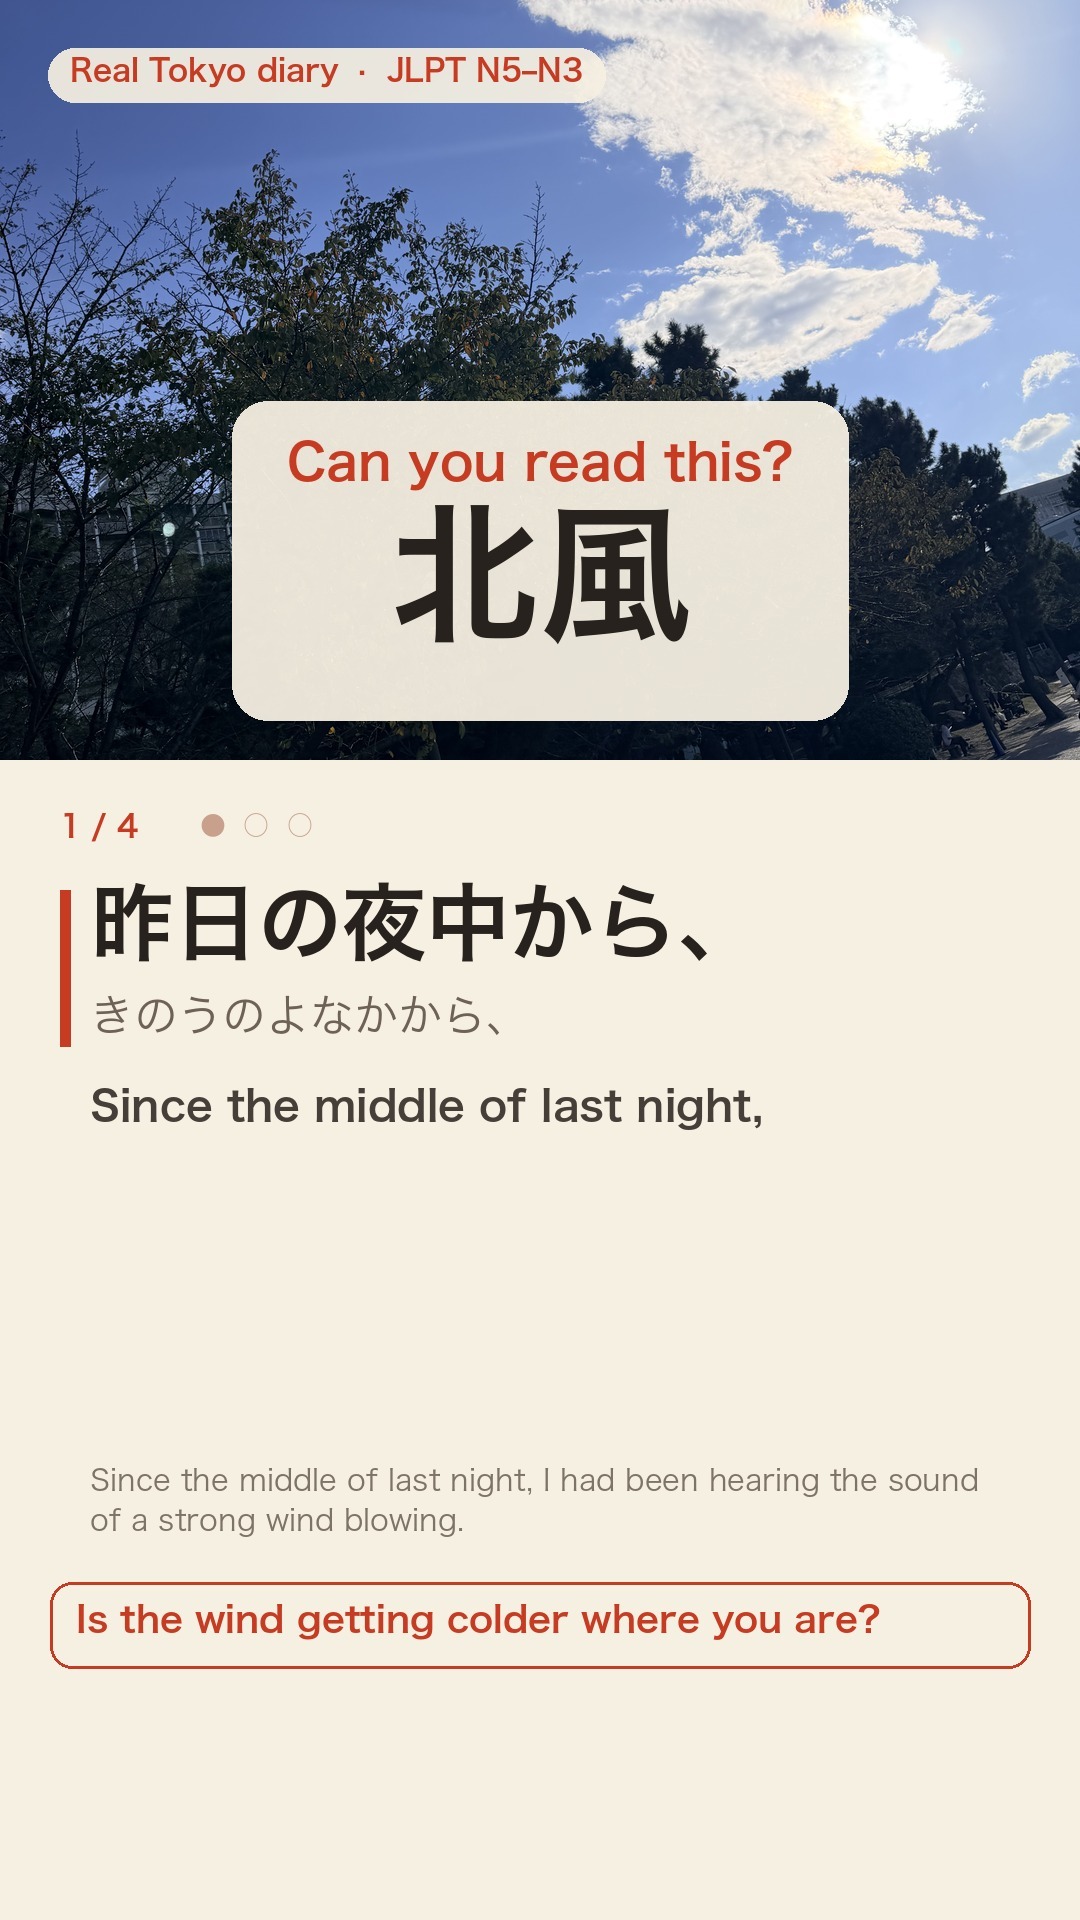 Real Tokyo diary · JLPT N5–N3
Can you read this?
北風
1 / 4
昨日の夜中から、
きのうのよなかから、
Since the middle of last night,
Since the middle of last night, I had been hearing the sound
of a strong wind blowing.
Is the wind getting colder where you are?